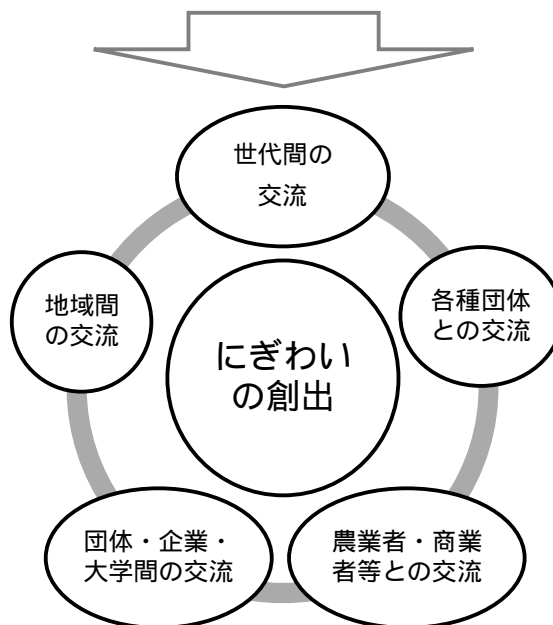 世代間の
交流
各種団体
との交流
農業者・商業
者等との交流
団体・企業・
大学間の交流
地域間
の交流
にぎわい
の創出